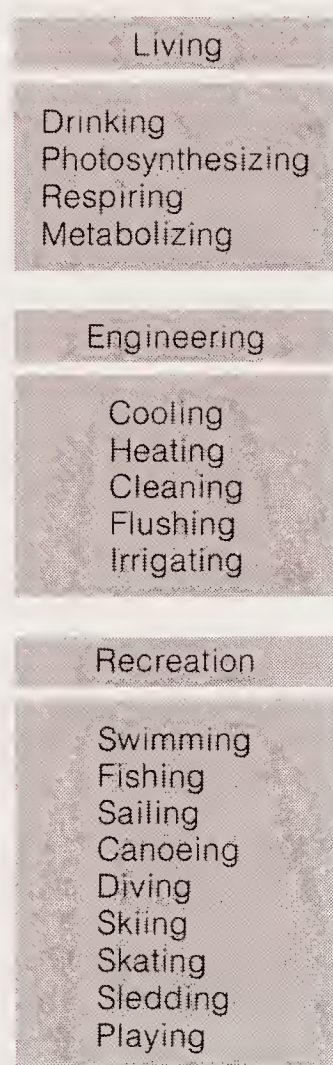 Living
Drinking
Photosynthesizing
Respiring
Metabolizing
Engineering
Cooling
Heating
Cleaning
Flushing
Irrigating
Recreation
Swimming
Fishing
Sailing
Canoeing
Diving
Skiing
Skating
Sledding
Playing